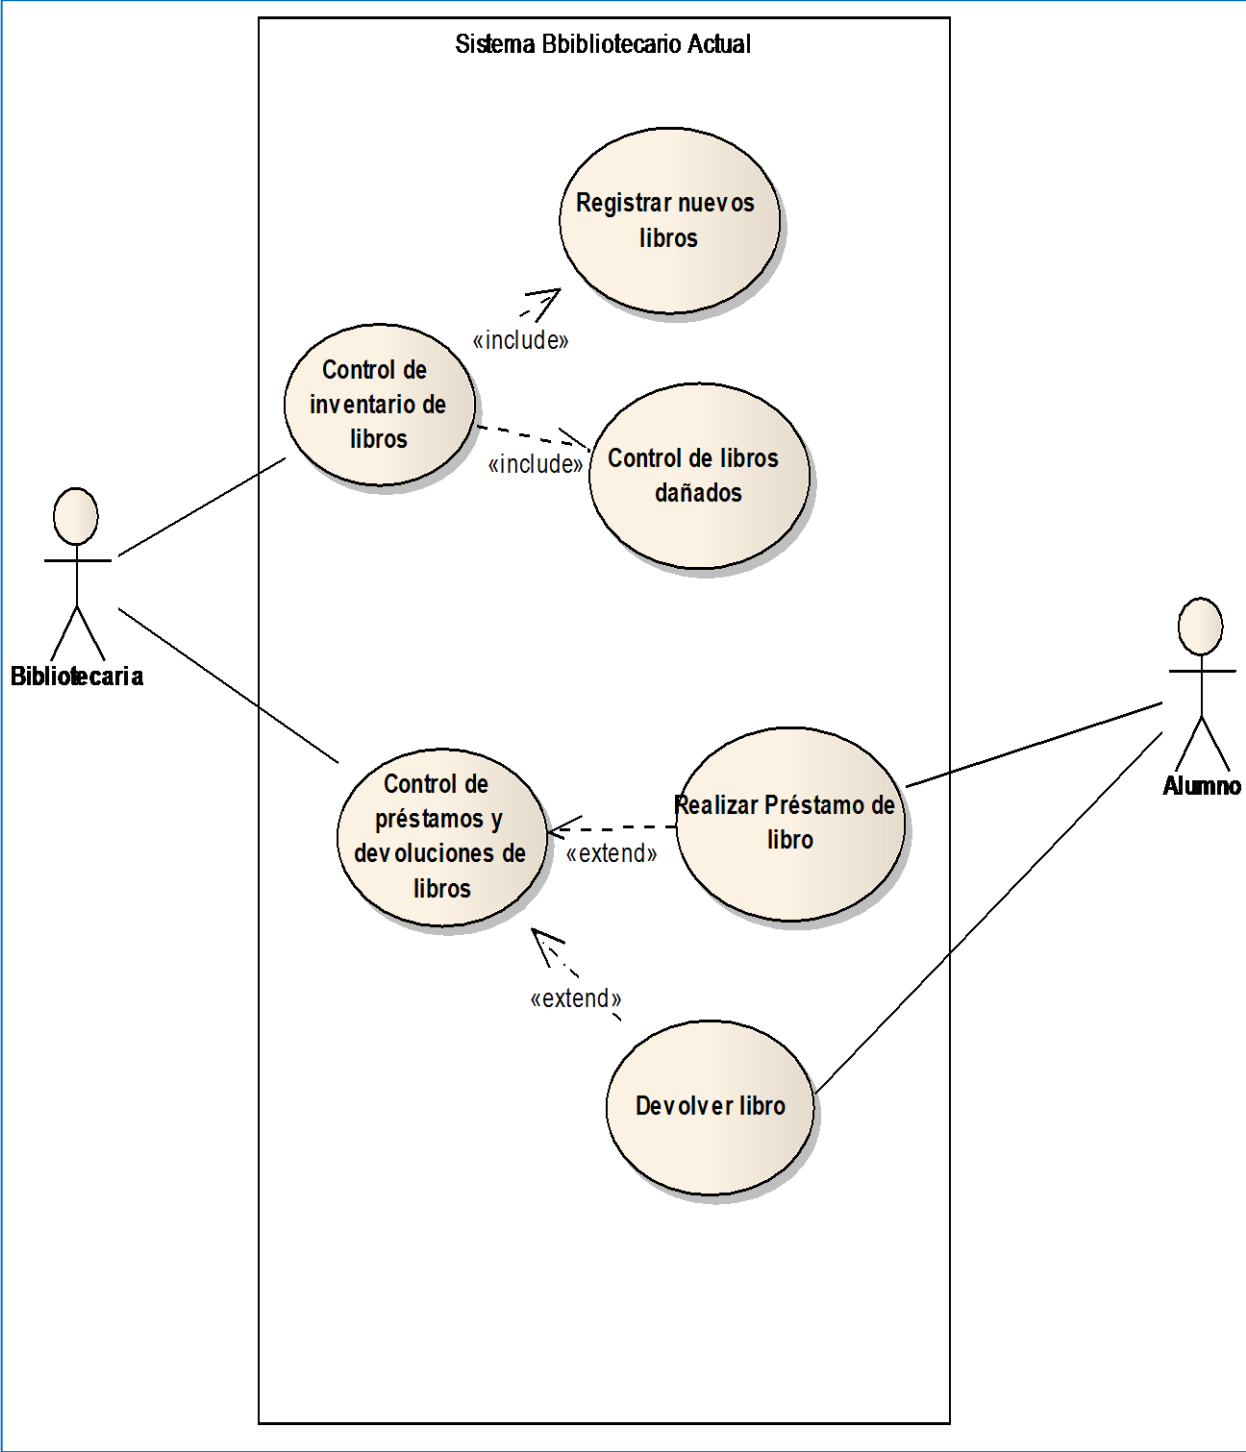 Sistema Bbibliotecario Actual
Registrar nuevos
libros
«include»
Control de
inventario de
libros
«include»
Control de libros
dañados
Bibliotecaria
Alumno
Control de
préstamos y
devoluciones de
libros
Realizar Préstamo de
libro
«extend»
«extend»
Devolver libro